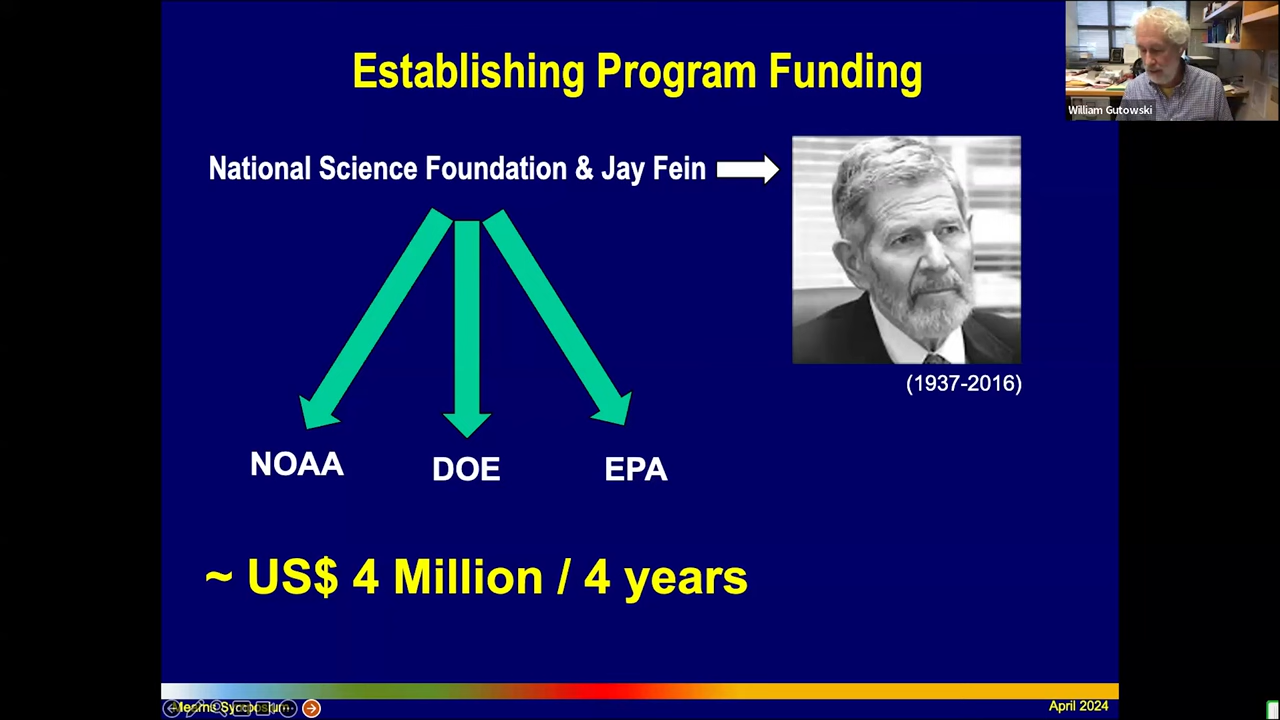 Establishing Program Funding
William Gutowski
National Science Foundation & Jay Fein
(1937-2016)
NOAA DOE EPA
~ US$ 4 Million / 4 years
April 2024